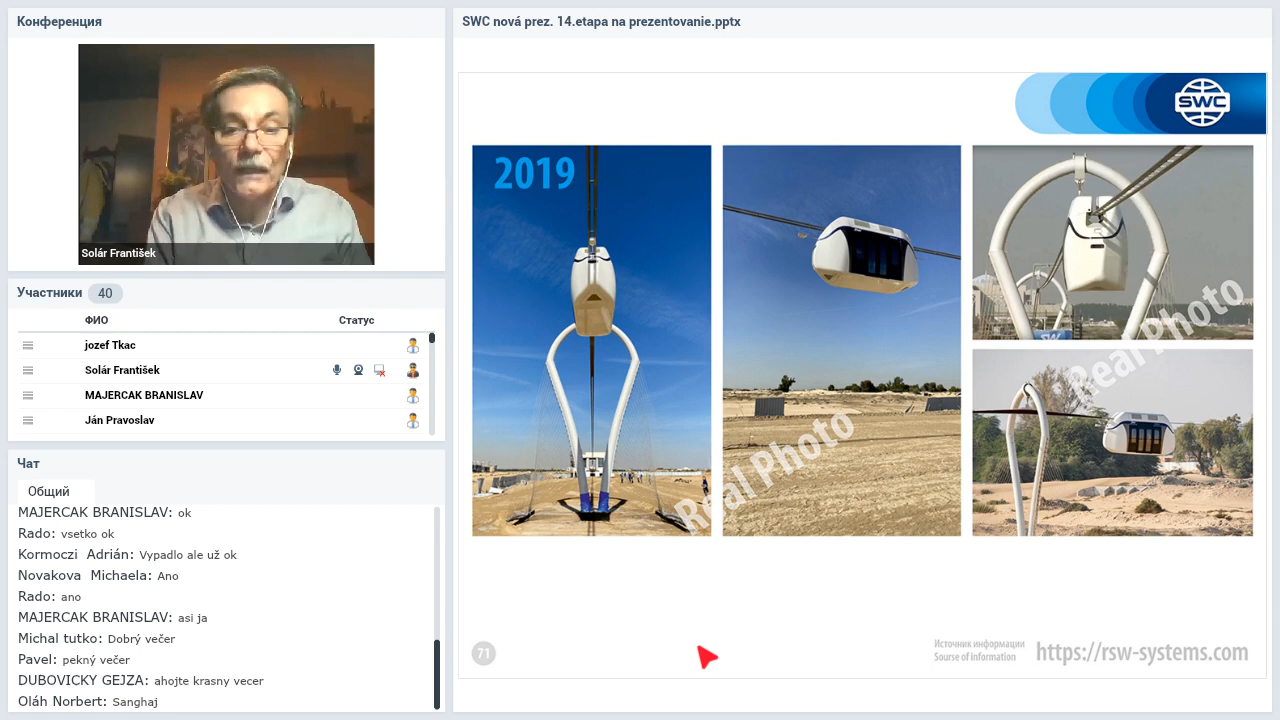 Конференция
Solár František
Участники 40
ФИО Статус
jozef Tkac
Solár František
MAJERCAK BRANISLAV
Ján Pravoslav
Чат
Общий
MAJERCAK BRANISLAV: ok
Rado: vsetko ok
Kormoczi Adrián: Vypadlo ale už ok
Novakova Michaela: Ano
Rado: ano
MAJERCAK BRANISLAV: asi ja
Michal tutko: Dobrý večer
Pavel: pekný večer
DUBOVICKY GEJZA: ahojte krasny vecer
Oláh Norbert: Sanghaj
SWC nová prez. 14.etapa na prezentovanie.pptx
SWC
2019
Real Photo
Real Photo
71
Источник информации
Sourse of information
https://rsw-systems.com